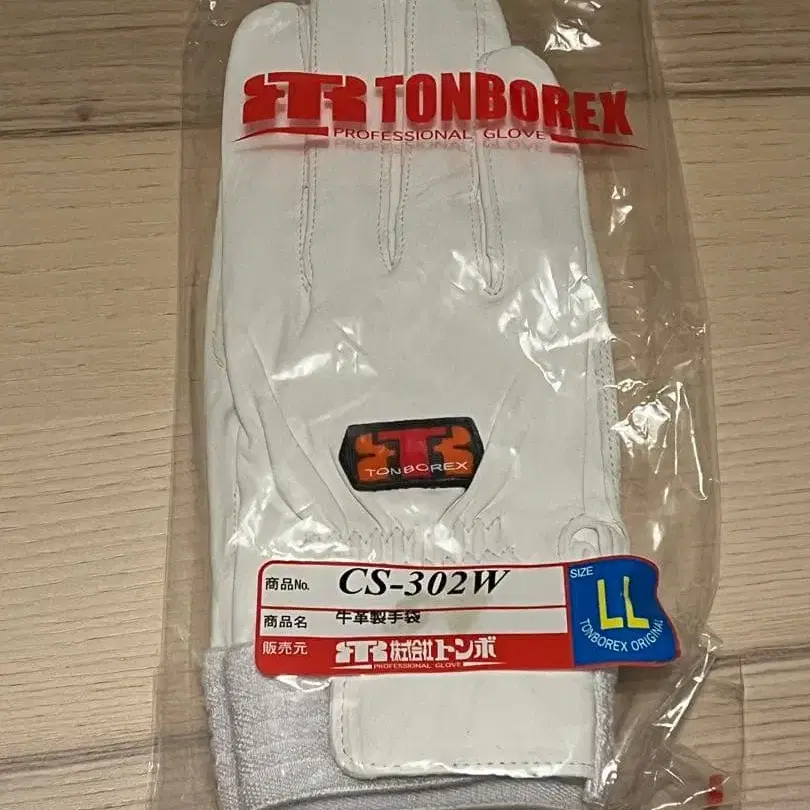 TONBOREX
PROFESSIONAL GLOVE
TONBOREX
商品No. CS-302W
商品名 牛革製手袋
販売元 株式会社トンボ
PROFESSIONAL GLOVE
SIZE
LL
TONBOREX ORIGINAL